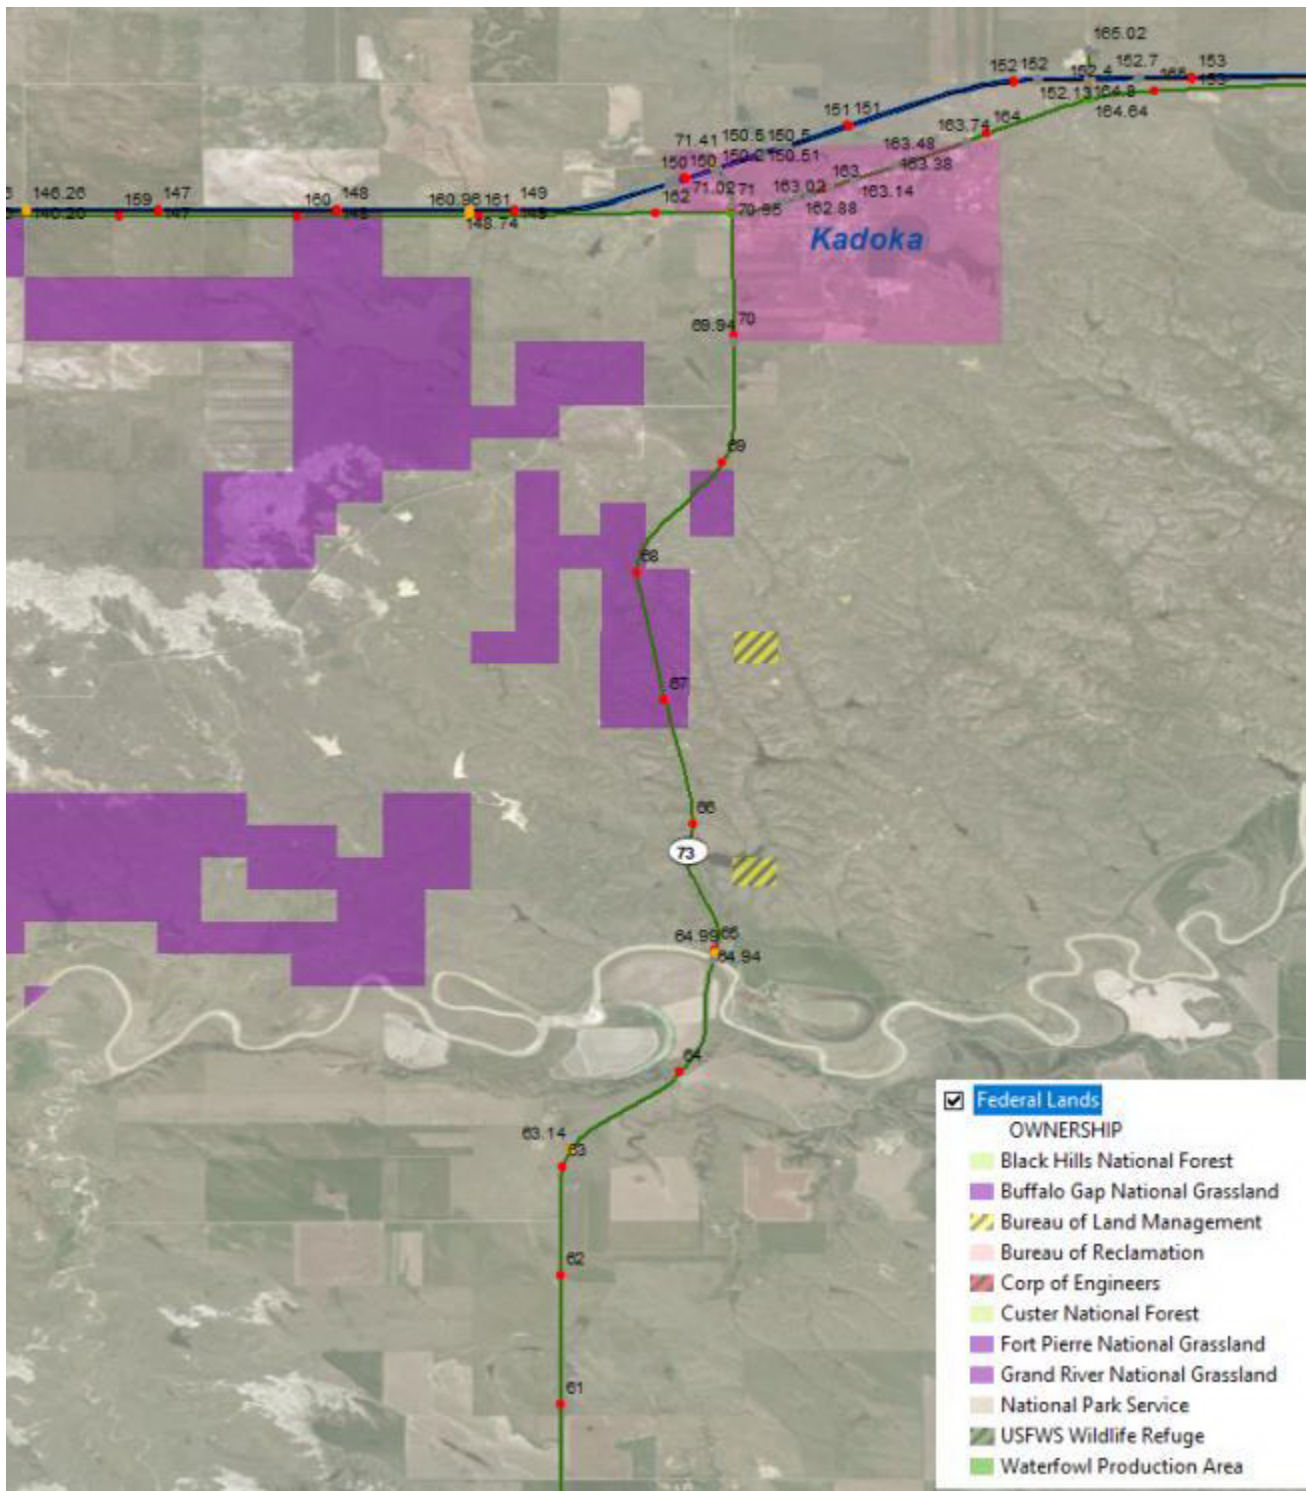 165.02
152 152 152.4 152.7 153
151 151 152.13 164.8 153
164.64
71.41 150.5 150.5 163.74 164
150 150 150.51 163.48
163.38
146.26 147 148 160.96 161 149 71.02 71 163.02 163 163.14
159 160 162 162.88
147 148.74
Kadoka
69.94 70
69
68
67
66
73
64.99 65
64.94
64
63.14
63
62
61
Federal Lands
OWNERSHIP
Black Hills National Forest
Buffalo Gap National Grassland
Bureau of Land Management
Bureau of Reclamation
Corp of Engineers
Custer National Forest
Fort Pierre National Grassland
Grand River National Grassland
National Park Service
USFWS Wildlife Refuge
Waterfowl Production Area